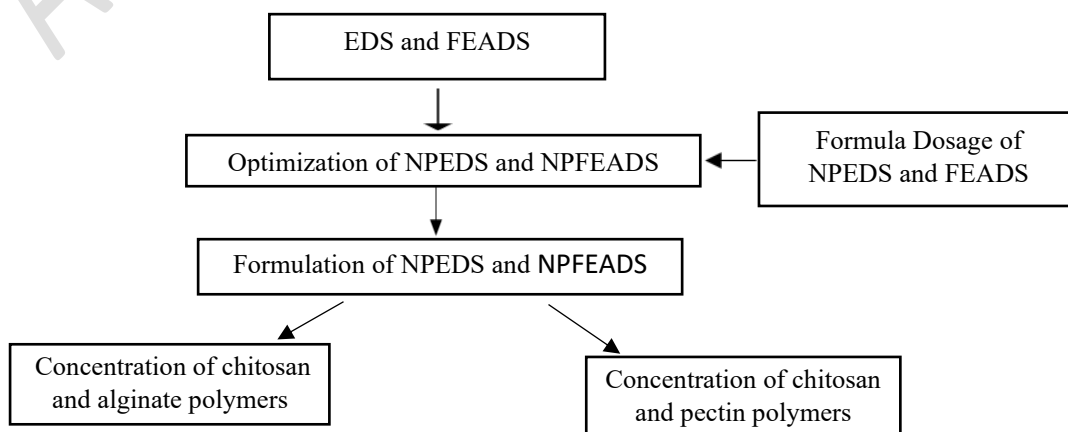 EDS and FEADS
Optimization of NPEDS and NPFEADS
Formula Dosage of
NPEDS and FEADS
Formulation of NPEDS and NPFEADS
Concentration of chitosan
and alginate polymers
Concentration of chitosan
and pectin polymers